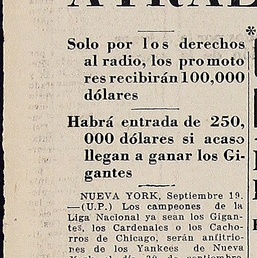 Solo por los derechos
al radio, los promoto
res recibirán 100,000
dólares
Habrá entrada de 250,
000 dólares si acaso
llegan a ganar los Gi-
gantes
NUEVA YORK, Septiembre 19.
—(U.P.) Los campeones de la
Liga Nacional ya sean los Gigan-
tes, los Cardenales o los Cacho-
rros de Chicago, serán anfitrio-
nes de los Yankees de Nueva